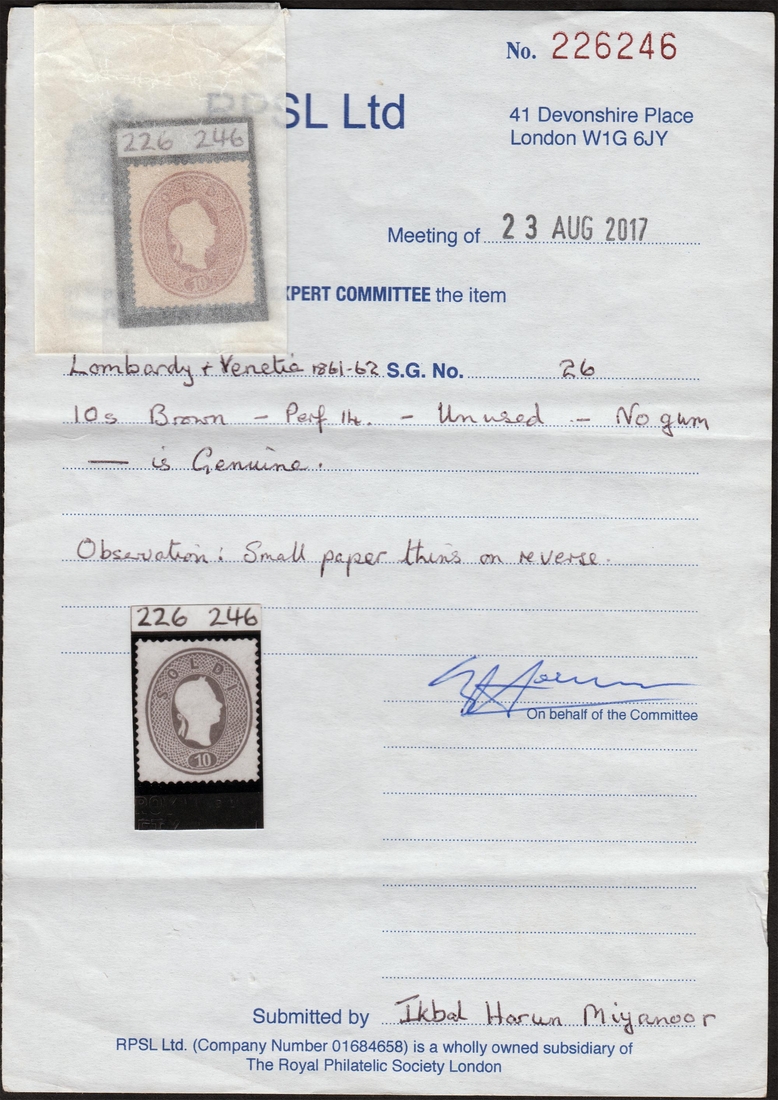 No. 226246
RPSL Ltd
41 Devonshire Place
London W1G 6JY
226 246
SOLDI
10
Meeting of 23 AUG 2017
EXPERT COMMITTEE the item
Lombardy + Venetia 1861-62 S.G. No. 26
10s Brown – Perf 14. – Unused – No gum
— is Genuine.
Observation: Small paper thins on reverse.
226 246
SOLDI
10
On behalf of the Committee
Submitted by Ikbal Harun Miyanoor
RPSL Ltd. (Company Number 01684658) is a wholly owned subsidiary of
The Royal Philatelic Society London